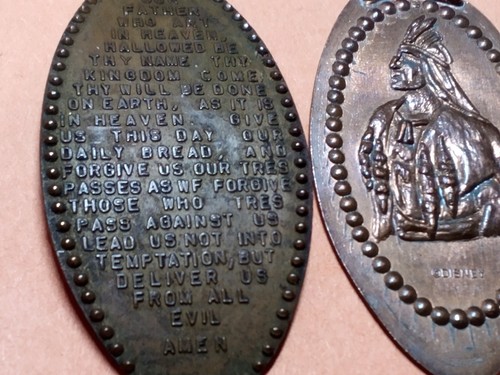 FATHER
WHO ART
IN HEAVEN,
HALLOWED BE
THY NAME. THY
KINGDOM COME,
THY WILL BE DONE
ON EARTH, AS IT IS
IN HEAVEN. GIVE
US THIS DAY OUR
DAILY BREAD, AND
FORGIVE US OUR TRES
PASSES AS WE FORGIVE
THOSE WHO TRES
PASS AGAINST US
LEAD US NOT INTO
TEMPTATION, BUT
DELIVER US
FROM ALL
EVIL
AMEN